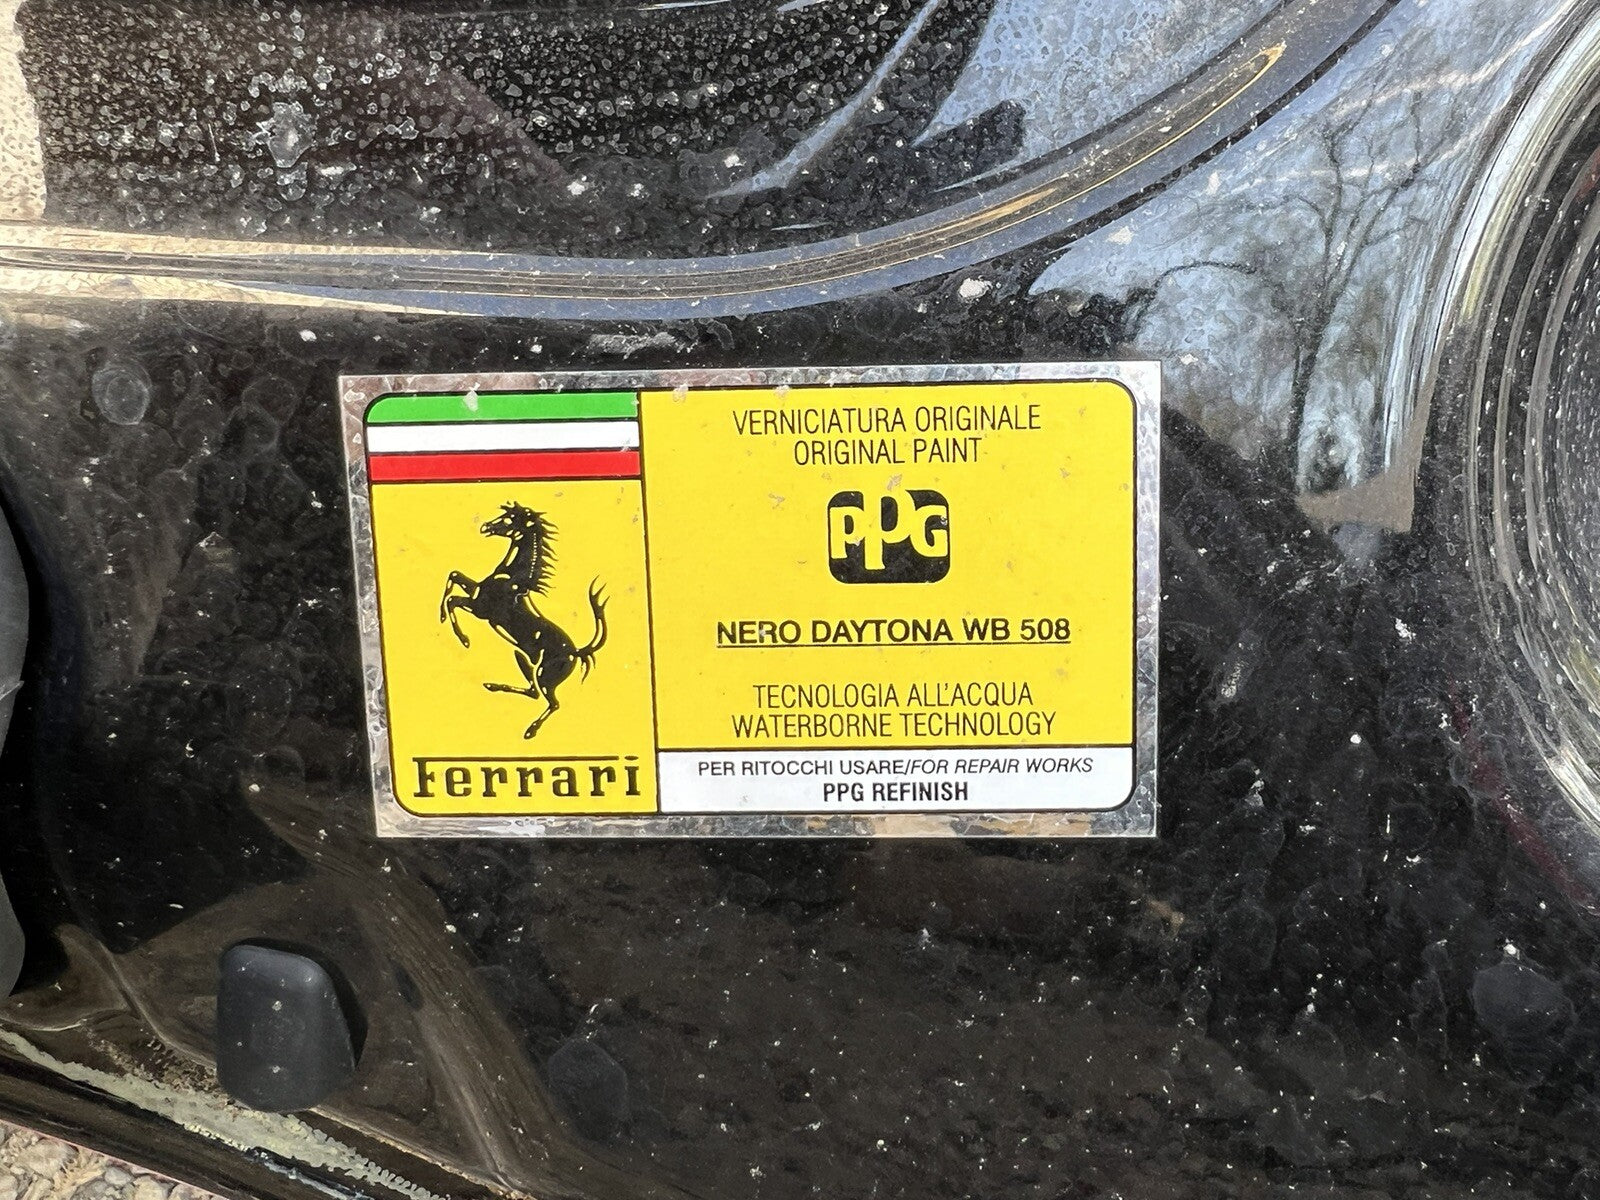 VERNICIATURA ORIGINALE
ORIGINAL PAINT
PPG
NERO DAYTONA WB 508
TECNOLOGIA ALL'ACQUA
WATERBORNE TECHNOLOGY
Ferrari
PER RITOCCHI USARE/FOR REPAIR WORKS
PPG REFINISH